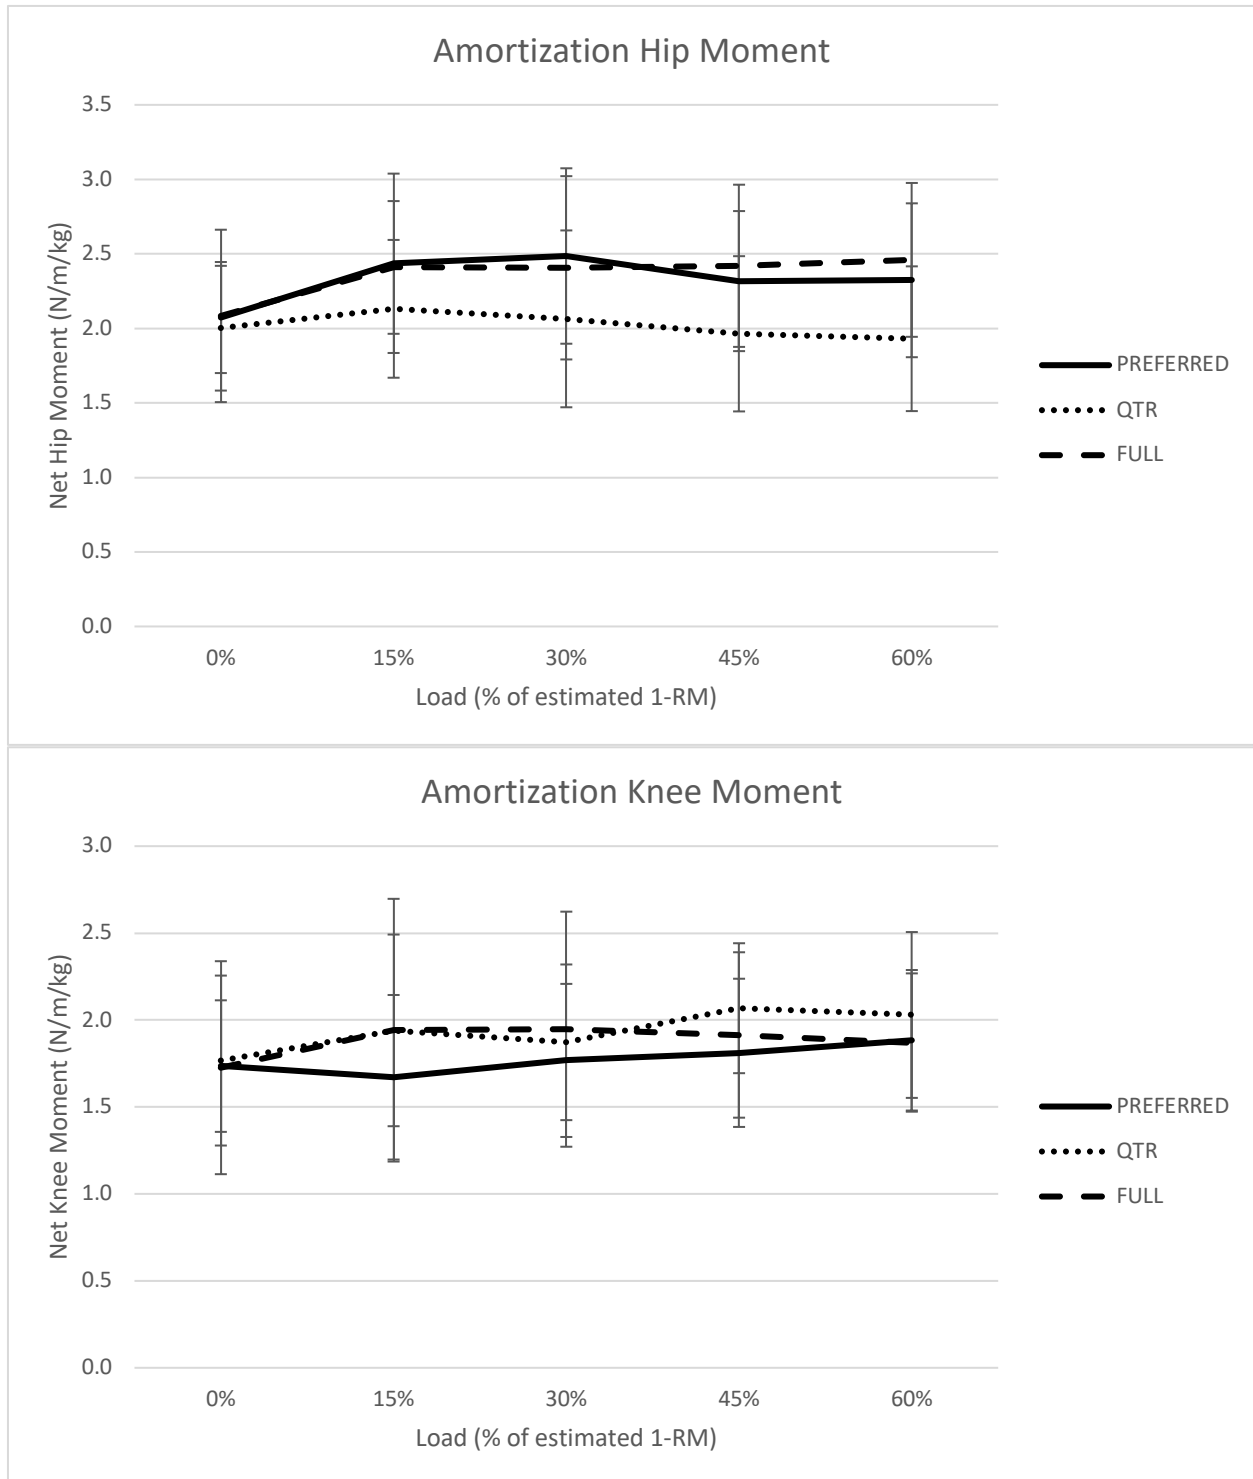 Amortization Hip Moment
3.5
3.0
2.5
2.0
1.5
1.0
0.5
0.0
Net Hip Moment (N/m/kg)
0% 15% 30% 45% 60%
Load (% of estimated 1-RM)
PREFERRED
QTR
FULL
Amortization Knee Moment
3.0
2.5
2.0
1.5
1.0
0.5
0.0
Net Knee Moment (N/m/kg)
0% 15% 30% 45% 60%
Load (% of estimated 1-RM)
PREFERRED
QTR
FULL